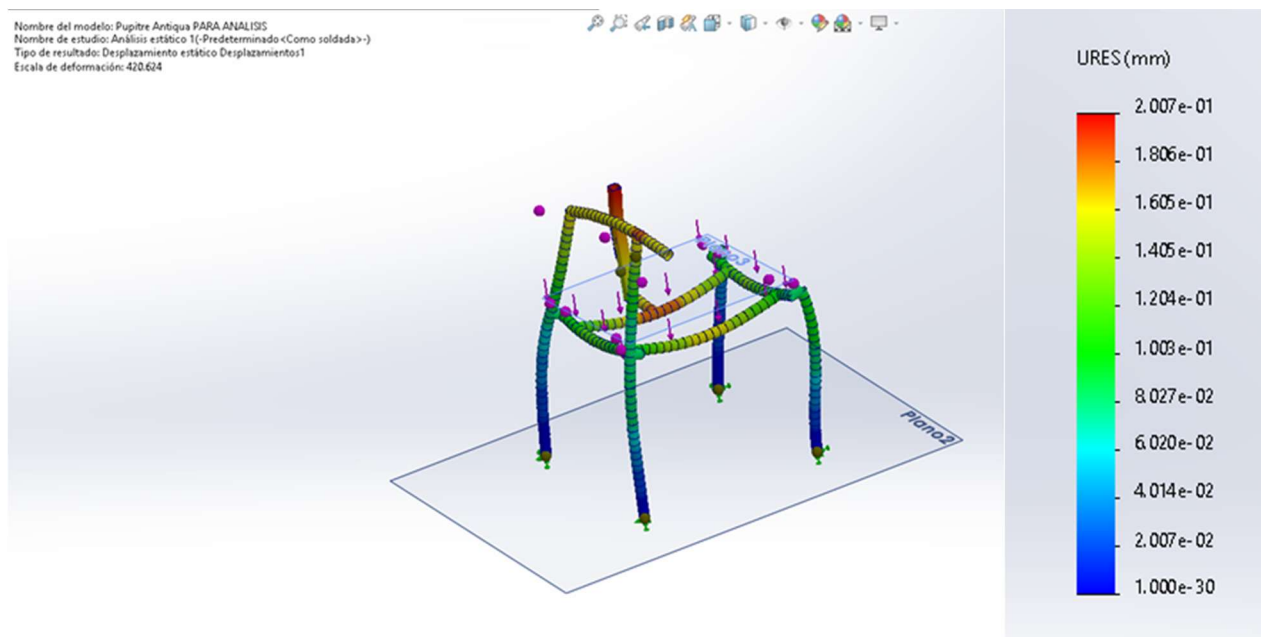 Nombre del modelo: Pupitre Antiqua PARA ANALISIS
Nombre de estudio: Análisis estático 1(-Predeterminado<Como soldada>-)
Tipo de resultado: Desplazamiento estático Desplazamientos1
Escala de deformación: 420.624
URES (mm)
2.007e-01
1.806e-01
1.605e-01
1.405e-01
1.204e-01
1.003e-01
8.027e-02
6.020e-02
4.014e-02
2.007e-02
1.000e-30
Plano3
Plano2